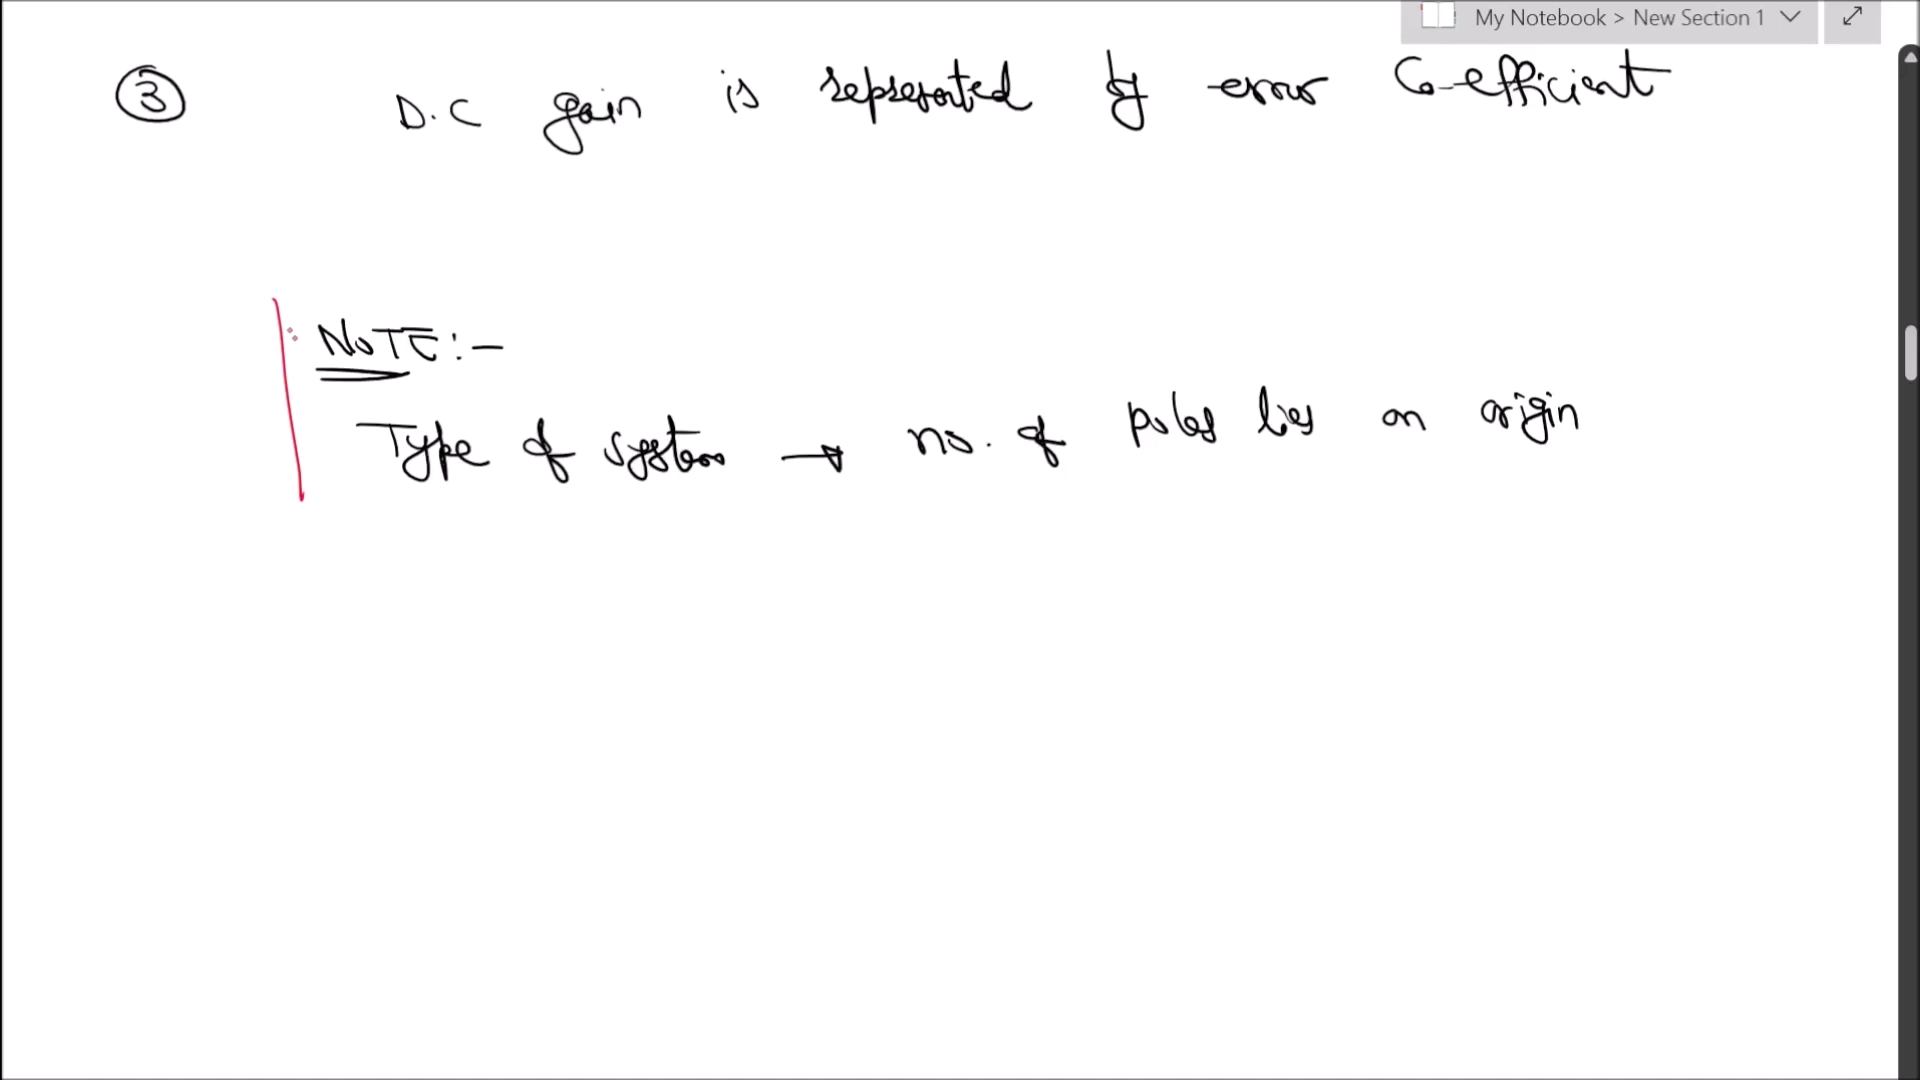 My Notebook > New Section 1
③ D.C gain is represented by error Co-efficient
NOTE:-
Type of system → no. of poles lies on origin